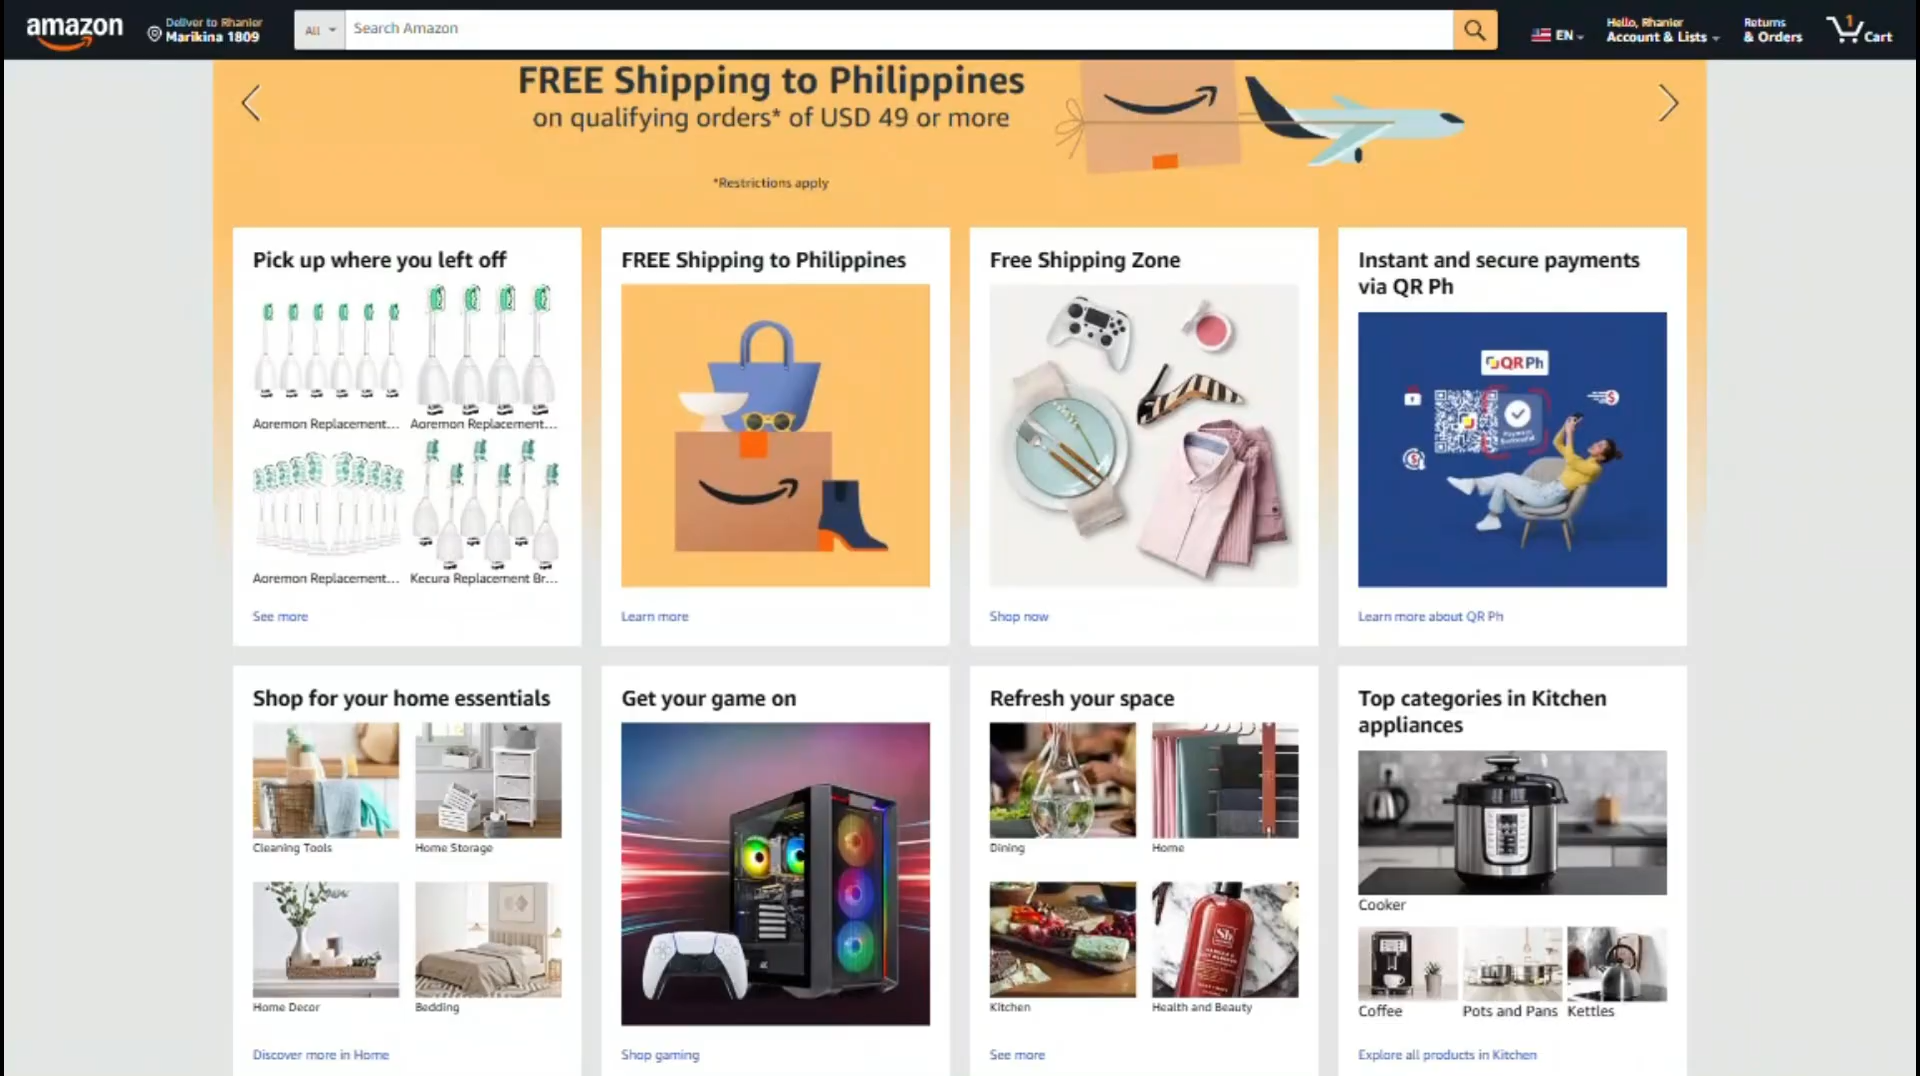 amazon
Deliver to Rhanier
Marikina 1809
All
Search Amazon
EN
Hello, Rhanier
Account & Lists
Returns
& Orders
1
Cart
FREE Shipping to Philippines
on qualifying orders* of USD 49 or more
*Restrictions apply
Pick up where you left off
Aoremon Replacement...
Aoremon Replacement...
Aoremon Replacement...
Kecura Replacement Br...
See more
FREE Shipping to Philippines
Learn more
Free Shipping Zone
Shop now
Instant and secure payments
via QR Ph
QR Ph
Payment
Successful
Learn more about QR Ph
Shop for your home essentials
Cleaning Tools
Home Storage
Home Decor
Bedding
Discover more in Home
Get your game on
Shop gaming
Refresh your space
Dining
Home
Kitchen
Health and Beauty
See more
Top categories in Kitchen
appliances
Cooker
Coffee
Pots and Pans
Kettles
Explore all products in Kitchen